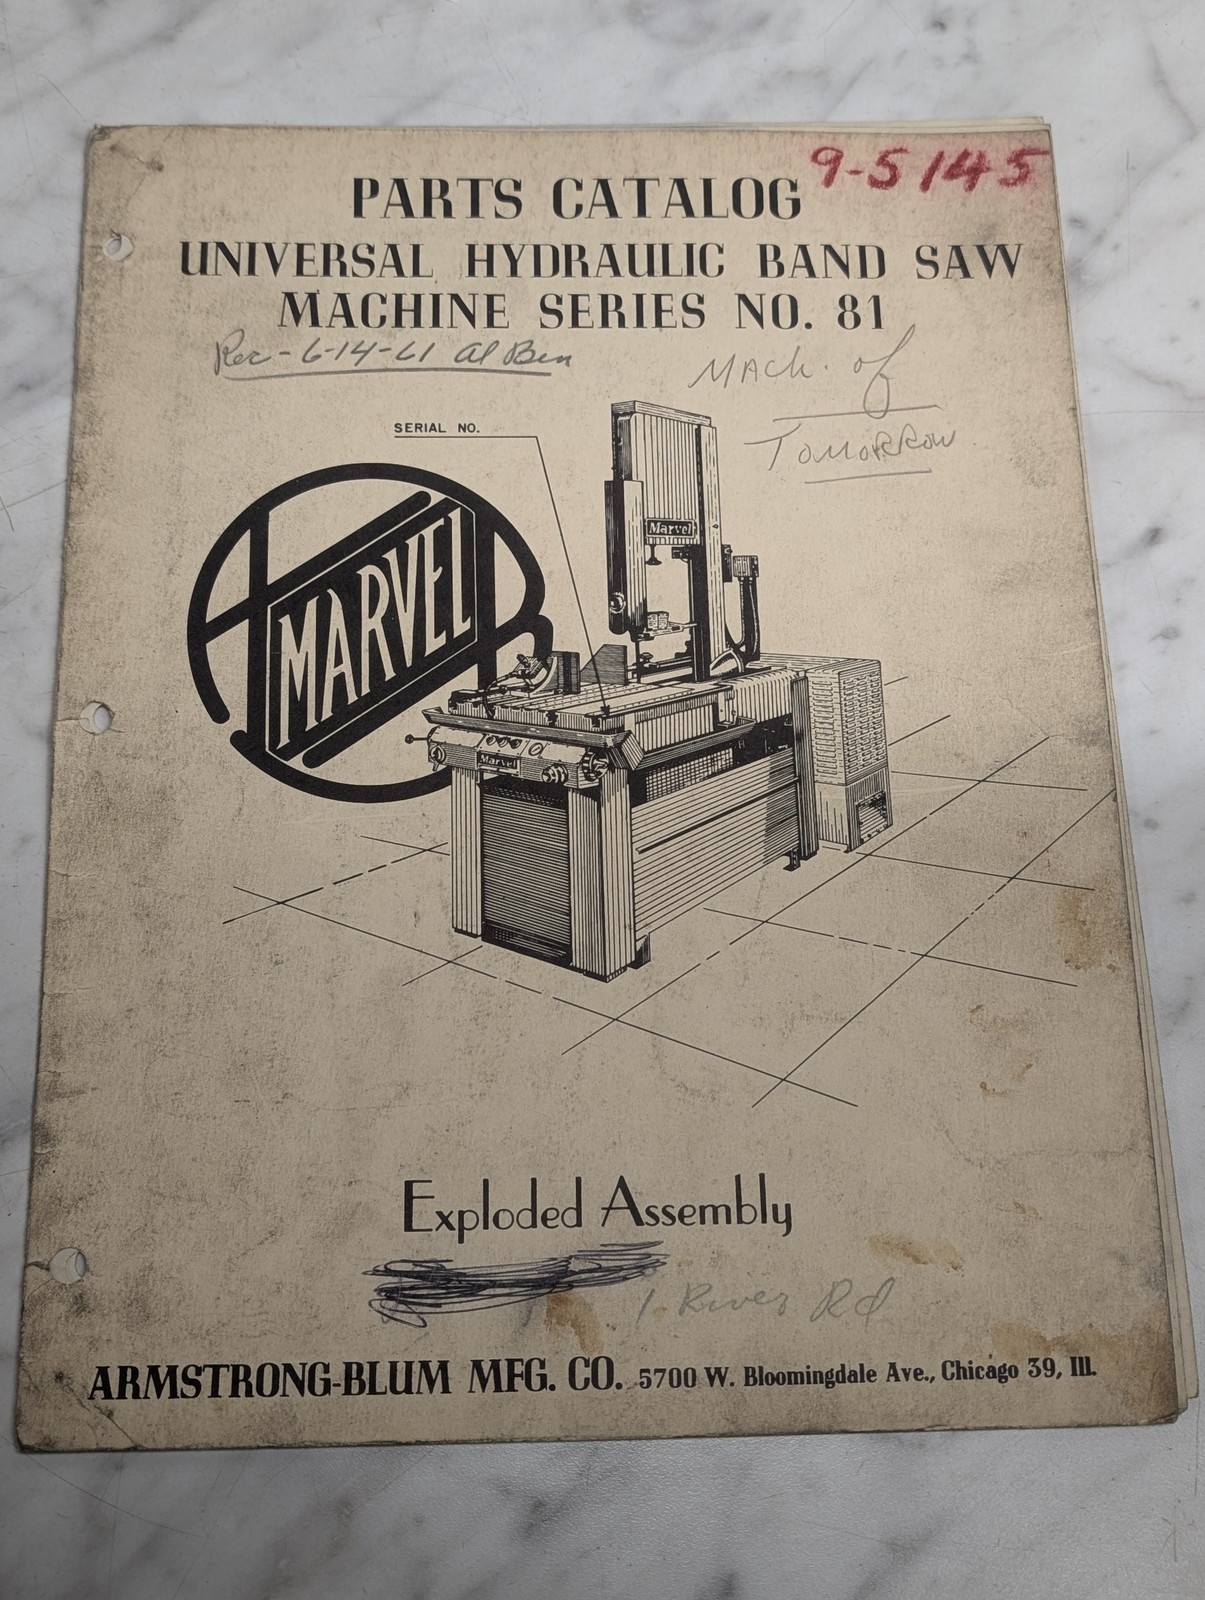 9-5145
PARTS CATALOG
UNIVERSAL HYDRAULIC BAND SAW
MACHINE SERIES NO. 81
Rec - 6-14-61 Al Ben
Mach. of
Tomorrow
SERIAL NO.
MARVEL
Marvel
Marvel
Exploded Assembly
1 River Rd
ARMSTRONG-BLUM MFG. CO. 5700 W. Bloomingdale Ave., Chicago 39, Ill.